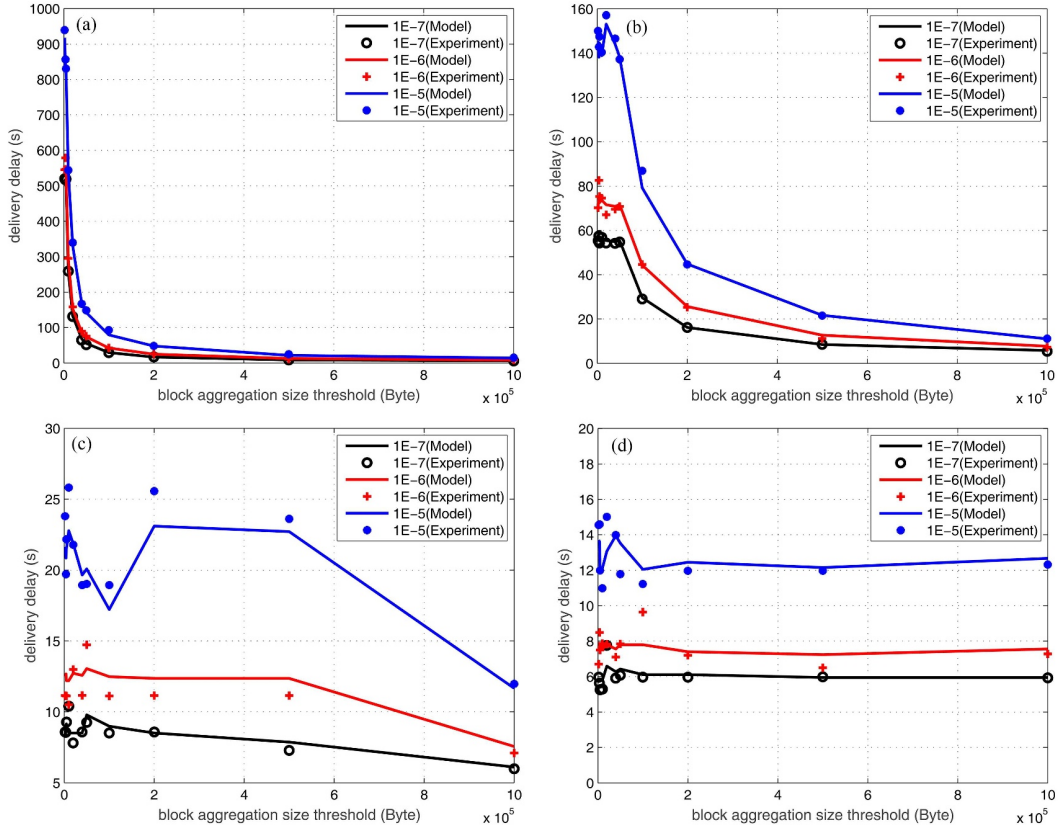 (a)
1E−7(Model)
1E−7(Experiment)
1E−6(Model)
1E−6(Experiment)
1E−5(Model)
1E−5(Experiment)
1000
900
800
700
600
500
400
300
200
100
0
delivery delay (s)
0 2 4 6 8 10
block aggregation size threshold (Byte)
x 10^5
(b)
1E−7(Model)
1E−7(Experiment)
1E−6(Model)
1E−6(Experiment)
1E−5(Model)
1E−5(Experiment)
160
140
120
100
80
60
40
20
0
delivery delay (s)
0 2 4 6 8 10
block aggregation size threshold (Byte)
x 10^5
(c)
1E−7(Model)
1E−7(Experiment)
1E−6(Model)
1E−6(Experiment)
1E−5(Model)
1E−5(Experiment)
30
25
20
15
10
5
delivery delay (s)
0 2 4 6 8 10
block aggregation size threshold (Byte)
x 10^5
(d)
1E−7(Model)
1E−7(Experiment)
1E−6(Model)
1E−6(Experiment)
1E−5(Model)
1E−5(Experiment)
20
18
16
14
12
10
8
6
4
2
0
delivery delay (s)
0 2 4 6 8 10
block aggregation size threshold (Byte)
x 10^5